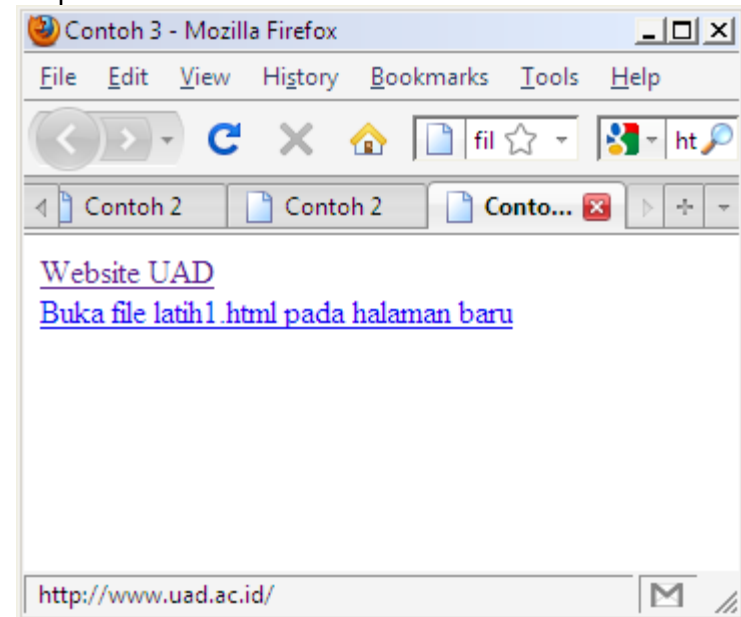 Contoh 3 - Mozilla Firefox
File Edit View History Bookmarks Tools Help
fil ht
Contoh 2 Contoh 2 Conto...
Website UAD
Buka file latih1.html pada halaman baru
http://www.uad.ac.id/